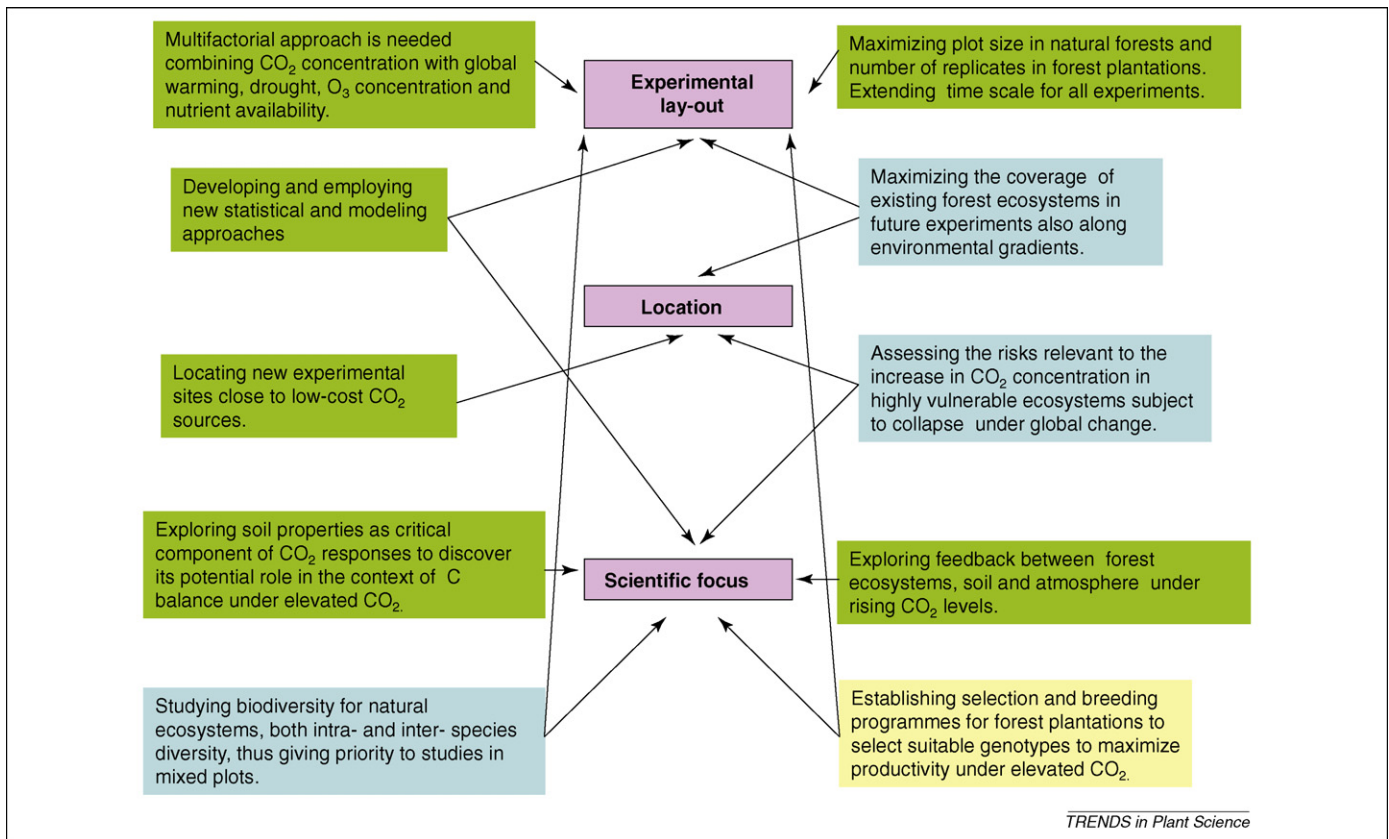 Multifactorial approach is needed
combining CO₂ concentration with global
warming, drought, O₃ concentration and
nutrient availability.
Experimental
lay-out
Maximizing plot size in natural forests and
number of replicates in forest plantations.
Extending time scale for all experiments.
Developing and employing
new statistical and modeling
approaches
Maximizing the coverage of
existing forest ecosystems in
future experiments also along
environmental gradients.
Location
Locating new experimental
sites close to low-cost CO₂
sources.
Assessing the risks relevant to the
increase in CO₂ concentration in
highly vulnerable ecosystems subject
to collapse under global change.
Exploring soil properties as critical
component of CO₂ responses to discover
its potential role in the context of C
balance under elevated CO₂.
Scientific focus
Exploring feedback between forest
ecosystems, soil and atmosphere under
rising CO₂ levels.
Studying biodiversity for natural
ecosystems, both intra- and inter- species
diversity, thus giving priority to studies in
mixed plots.
Establishing selection and breeding
programmes for forest plantations to
select suitable genotypes to maximize
productivity under elevated CO₂.
TRENDS in Plant Science